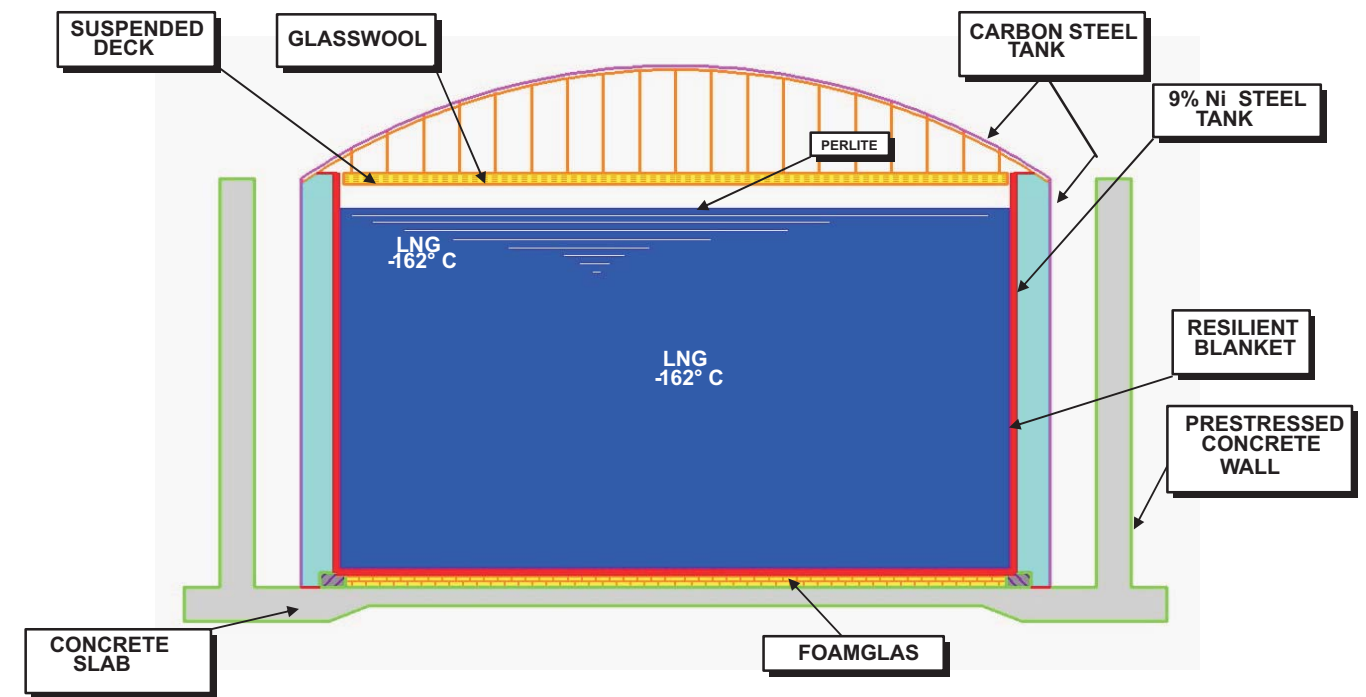 SUSPENDED
DECK
GLASSWOOL
CARBON STEEL
TANK
9% Ni STEEL
TANK
PERLITE
LNG
-162° C
LNG
-162° C
RESILIENT
BLANKET
PRESTRESSED
CONCRETE
WALL
CONCRETE
SLAB
FOAMGLAS